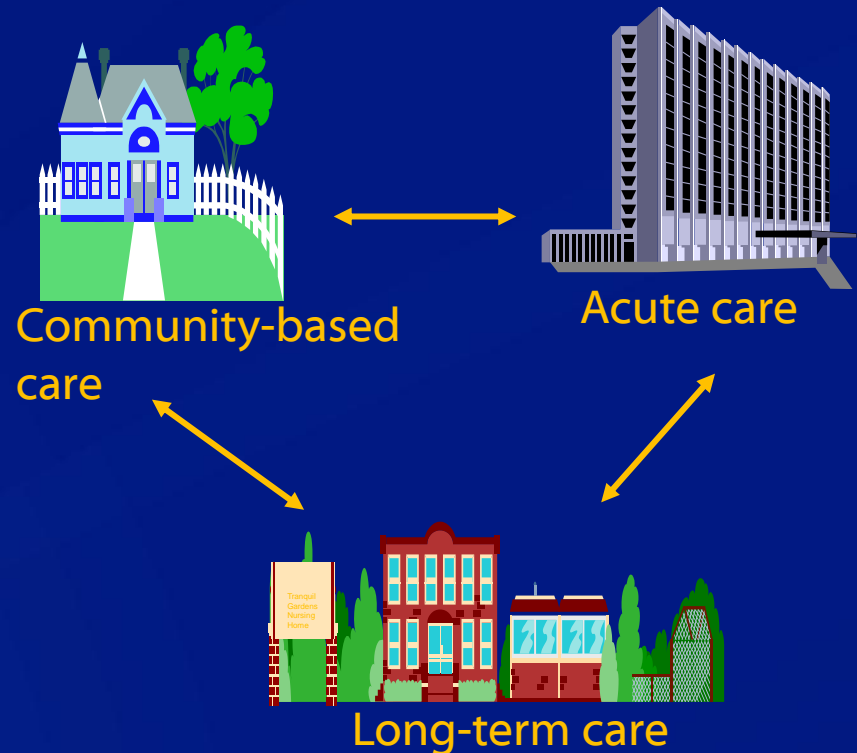 Community-based
care
Acute care
Tranquil
Gardens
Nursing
Home
Long-term care